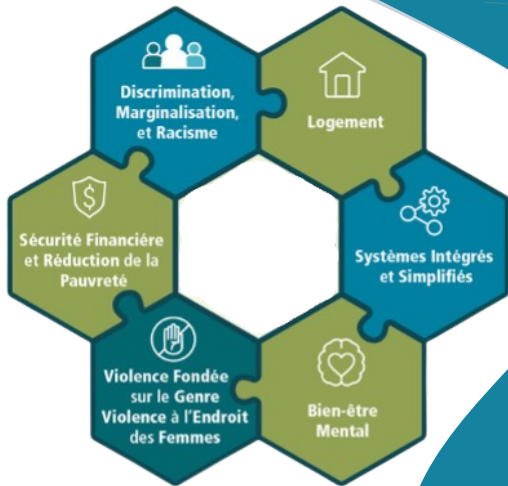 Discrimination,
Marginalisation,
et Racisme
Logement
Sécurité Financiére
et Réduction de la
Pauvreté
Systèmes Intégrés
et Simplifiés
Violence Fondée
sur le Genre
Violence à l'Endroit
des Femmes
Bien-être
Mental